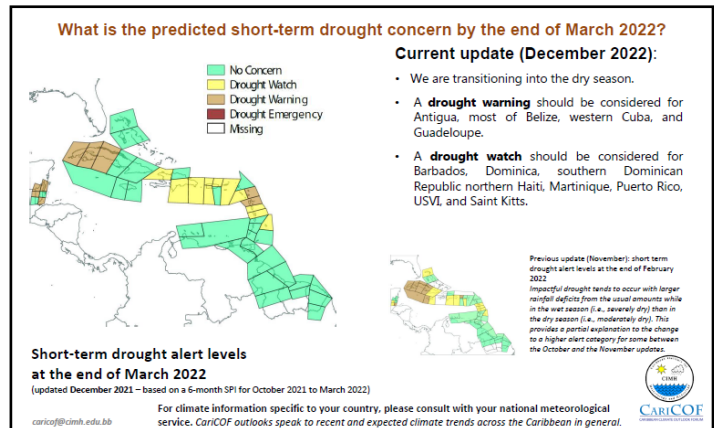 What is the predicted short-term drought concern by the end of March 2022?
No Concern
Drought Watch
Drought Warning
Drought Emergency
Missing
Current update (December 2022):
• We are transitioning into the dry season.
• A drought warning should be considered for
Antigua, most of Belize, western Cuba, and
Guadeloupe.
• A drought watch should be considered for
Barbados, Dominica, southern Dominican
Republic northern Haiti, Martinique, Puerto Rico,
USVI, and Saint Kitts.
Previous update (November): short term
drought alert levels at the end of February
2022
Impactful drought tends to occur with larger
rainfall deficits from the usual amounts while
in the wet season (i.e., severely dry) than in
the dry season (i.e., moderately dry). This
provides a partial explanation to the change
to a higher alert category for some between
the October and the November updates.
Short-term drought alert levels
at the end of March 2022
(updated December 2021 – based on a 6-month SPI for October 2021 to March 2022)
For climate information specific to your country, please consult with your national meteorological
service. CariCOF outlooks speak to recent and expected climate trends across the Caribbean in general.
caricof@cimh.edu.bb
CIMH
CARICOF
CARIBBEAN CLIMATE OUTLOOK FORUM